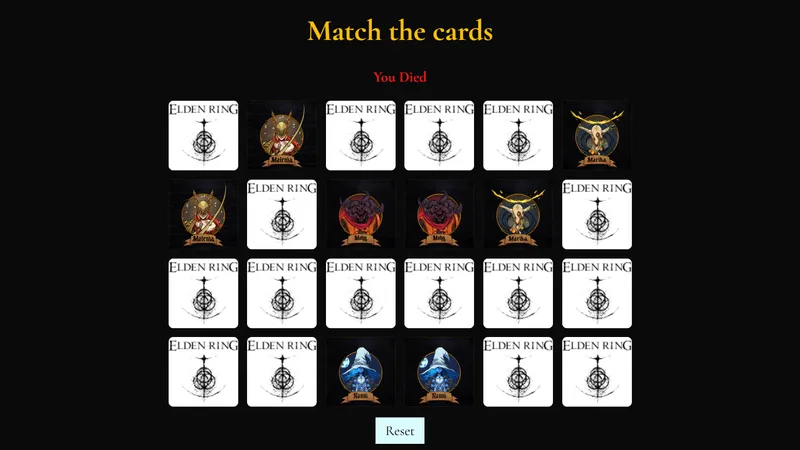 Match the cards
You Died
ELDEN RING Malenia ELDEN RING ELDEN RING ELDEN RING Marika
Malenia ELDEN RING Mohg Mohg Marika ELDEN RING
ELDEN RING ELDEN RING ELDEN RING ELDEN RING ELDEN RING ELDEN RING
ELDEN RING ELDEN RING Ranni Ranni ELDEN RING ELDEN RING
Reset